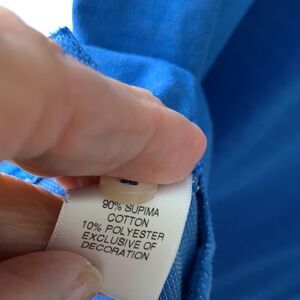 90% SUPIMA
COTTON
10% POLYESTER
EXCLUSIVE OF
DECORATION